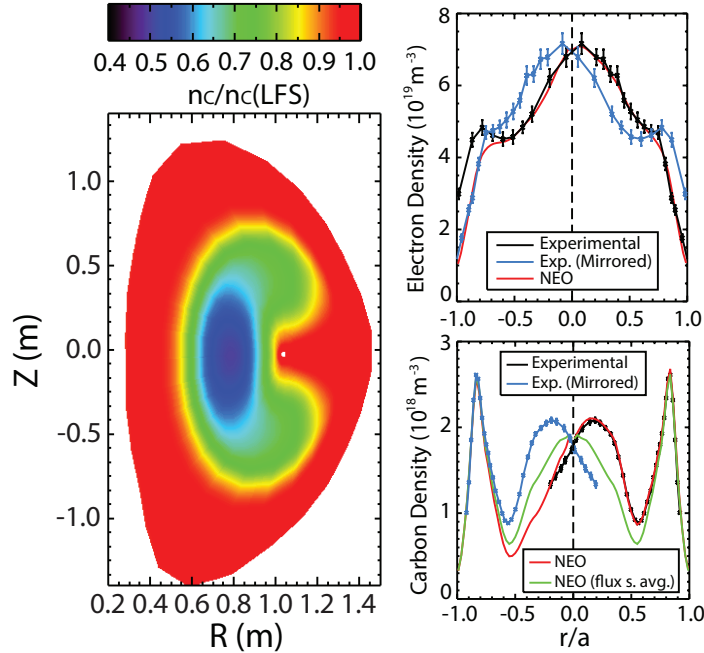 0.4 0.5 0.6 0.7 0.8 0.9 1.0
nC/nC(LFS)
1.0
0.5
0.0
-0.5
-1.0
Z (m)
0.2 0.4 0.6 0.8 1.0 1.2 1.4
R (m)
8
6
4
2
0
Electron Density (10¹⁹m⁻³)
Experimental
Exp. (Mirrored)
NEO
-1.0 -0.5 0.0 0.5 1.0
3
2
1
0
Carbon Density (10¹⁸m⁻³)
Experimental
Exp. (Mirrored)
NEO
NEO (flux s. avg.)
-1.0 -0.5 0.0 0.5 1.0
r/a